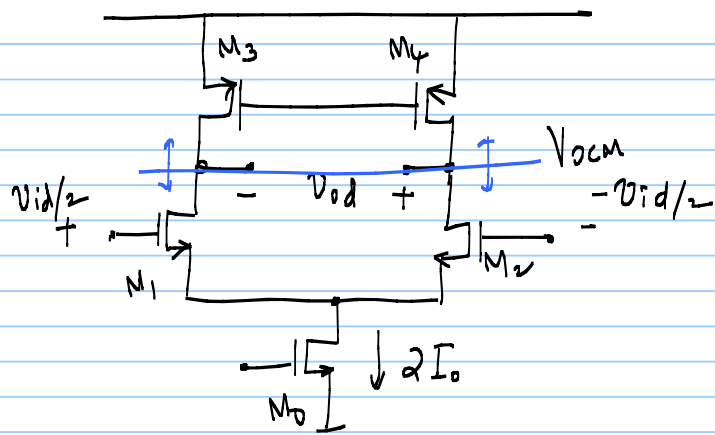 M3
M4
VOCM
Vid/2
+
- Vod +
-Vid/2
-
M1
M2
2I0
M0